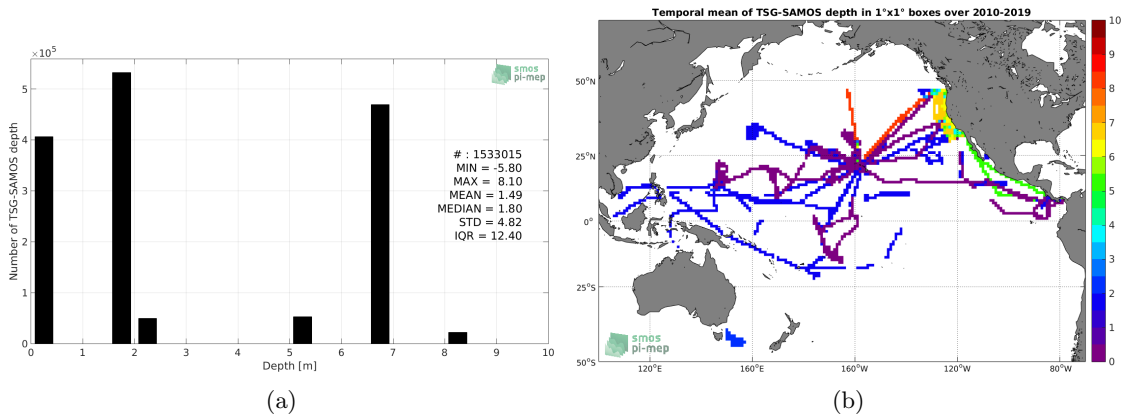 ×10^5
5
4
3
2
1
0
Number of TSG-SAMOS depth
smos
pi-mep
# : 1533015
MIN = -5.80
MAX = 8.10
MEAN = 1.49
MEDIAN = 1.80
STD = 4.82
IQR = 12.40
0 1 2 3 4 5 6 7 8 9 10
Depth [m]
(a)
Temporal mean of TSG-SAMOS depth in 1°x1° boxes over 2010-2019
50°N
25°N
0°
25°S
50°S
120°E 160°E 160°W 120°W 80°W
smos
pi-mep
10
9
8
7
6
5
4
3
2
1
0
(b)